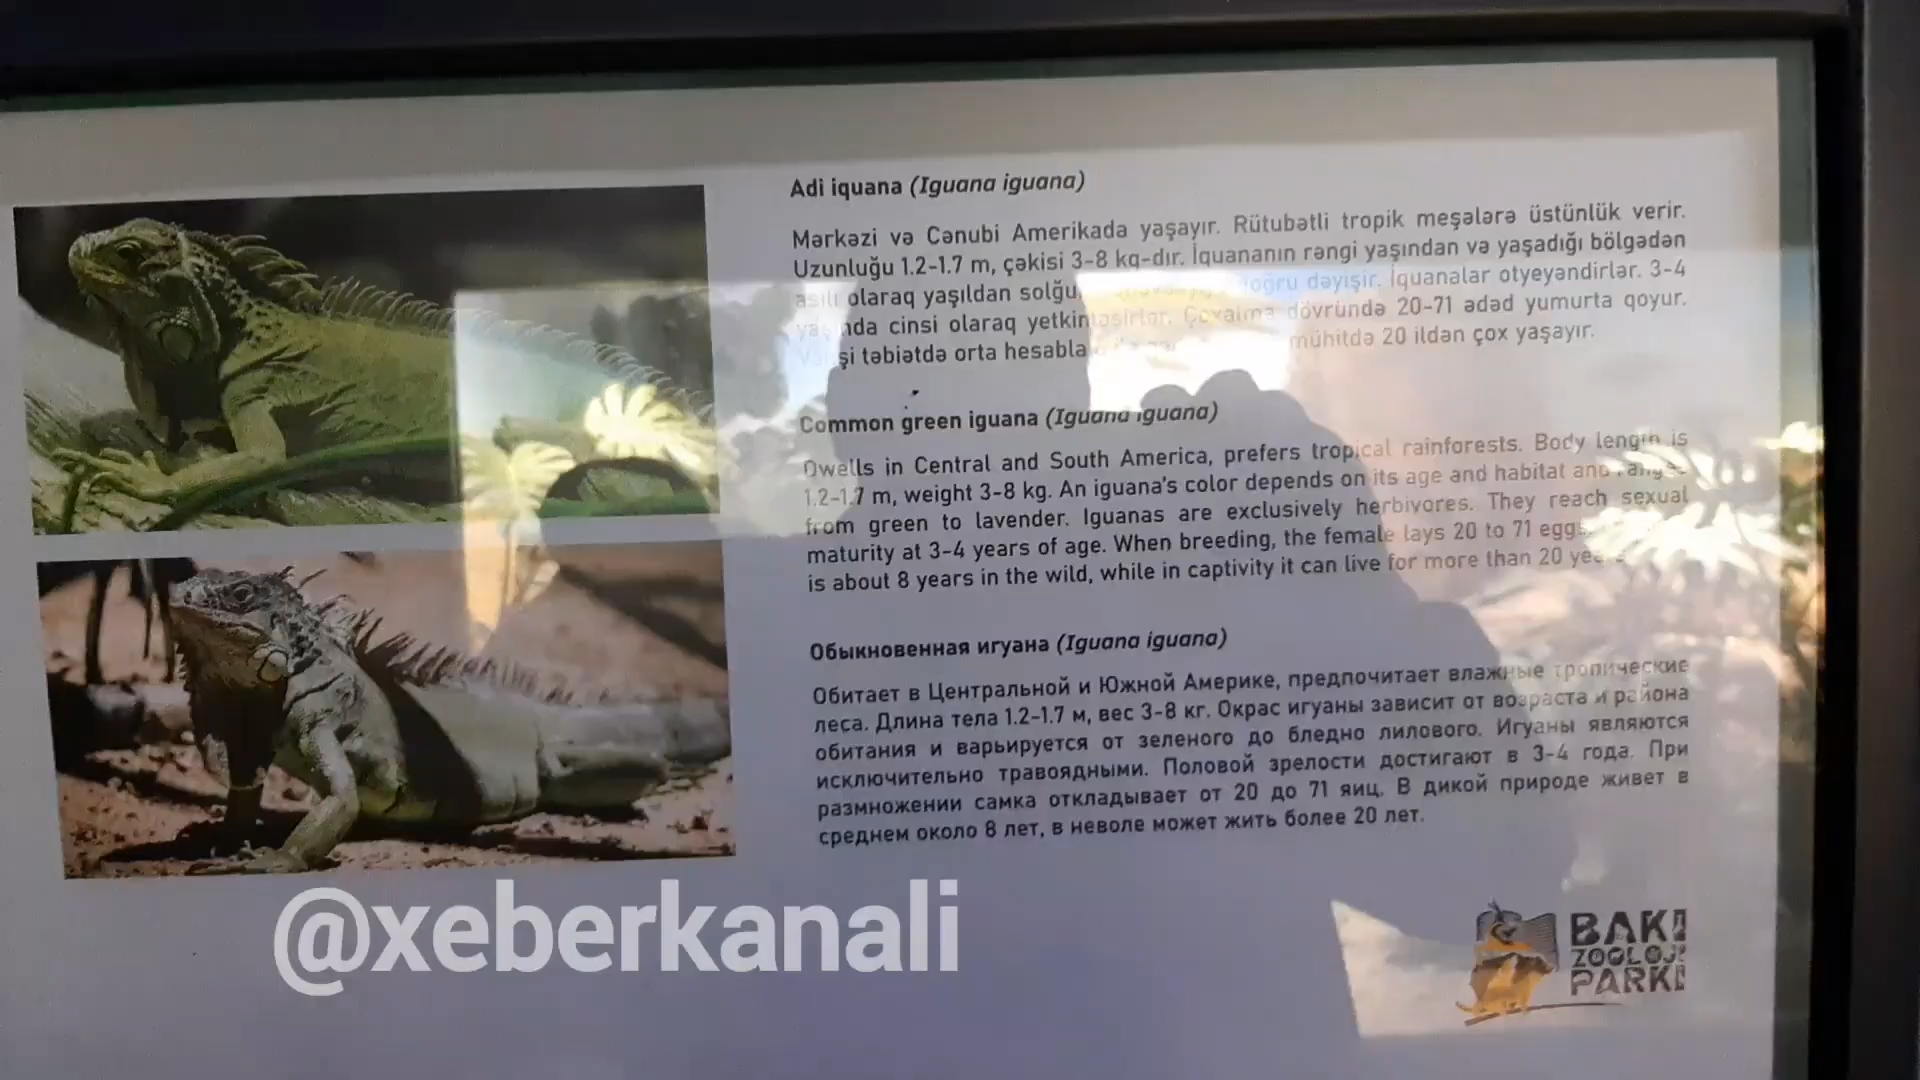 Adi iquana (Iguana iguana)
Mərkəzi və Cənubi Amerikada yaşayır. Rütubətli tropik meşələrə üstünlük verir.
Uzunluğu 1.2-1.7 m, çəkisi 3-8 kq-dır. İquananın rəngi yaşından və yaşadığı bölgədən
asılı olaraq yaşıldan doğru dəyişir. İquanalar otyeyəndirlər. 3-4
olaraq yetkinləşirlər. Çoxalma dövründə 20-71 ədəd yumurta qoyur.
təbiətdə orta mühitdə 20 ildən çox yaşayır.
Common green iguana (Iguana iguana)
Dwells in Central and South America, prefers tropical rainforests. Body length is
1.2-1.7 m, weight 3-8 kg. An iguana's color depends on its age and habitat and
from green to lavender. Iguanas are exclusively herbivores. They reach sexual
maturity at 3-4 years of age. When breeding, the female lays 20 to 71 eggs
is about 8 years in the wild, while in captivity it can live for more than 20 years
Обыкновенная игуана (Iguana iguana)
Обитает в Центральной и Южной Америке, предпочитает влажные тропические
леса. Длина тела 1.2-1.7 м, вес 3-8 кг. Окрас игуаны зависит от возраста и района
обитания и варьируется от зеленого до бледно лилового. Игуаны являются
исключительно травоядными. Половой зрелости достигают в 3-4 года. При
размножении самка откладывает от 20 до 71 яиц. В дикой природе живет в
среднем около 8 лет, в неволе может жить более 20 лет.
@xeberkanali
BAKI
ZOOLOJİ
PARKI